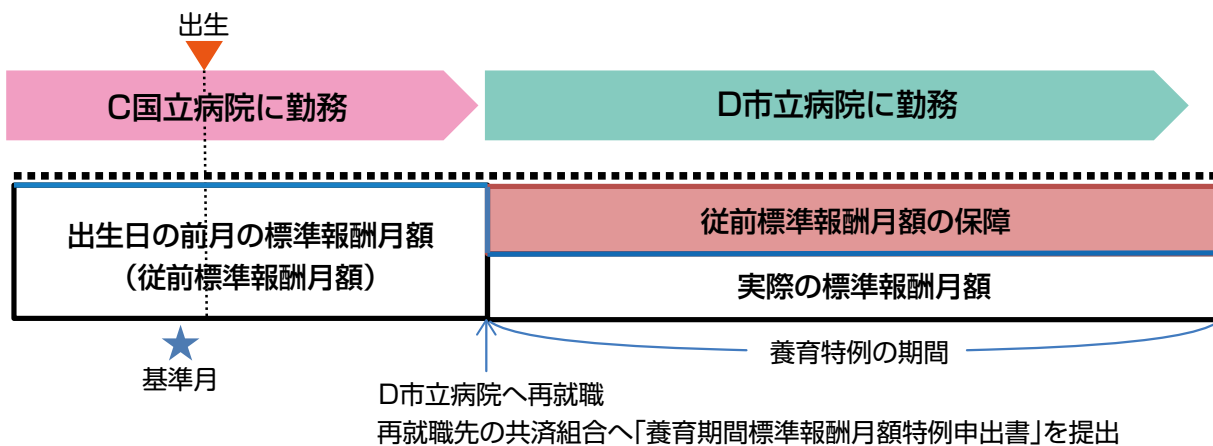 出生
C国立病院に勤務
D市立病院に勤務
出生日の前月の標準報酬月額
（従前標準報酬月額）
従前標準報酬月額の保障
実際の標準報酬月額
基準月
養育特例の期間
D市立病院へ再就職
再就職先の共済組合へ「養育期間標準報酬月額特例申出書」を提出